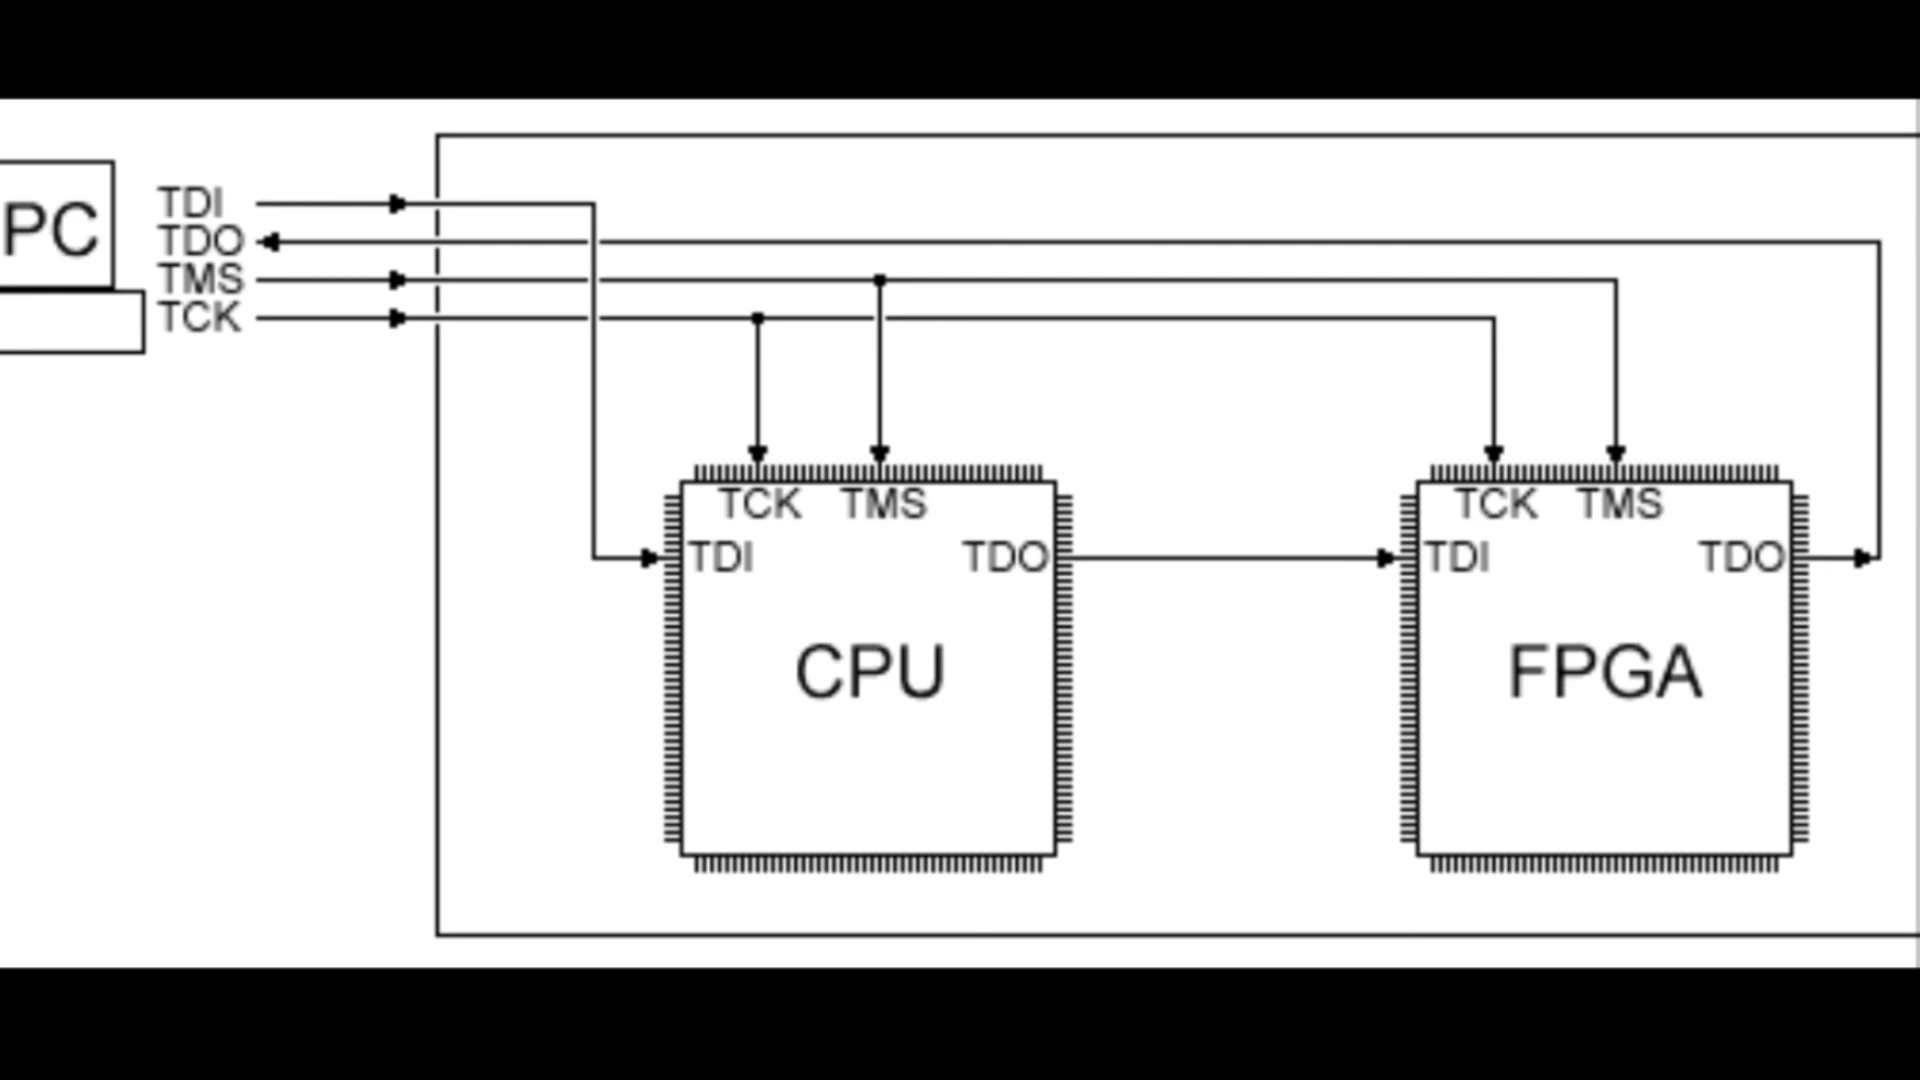 PC
TDI
TDO
TMS
TCK
TCK TMS
TDI TDO
CPU
TCK TMS
TDI TDO
FPGA